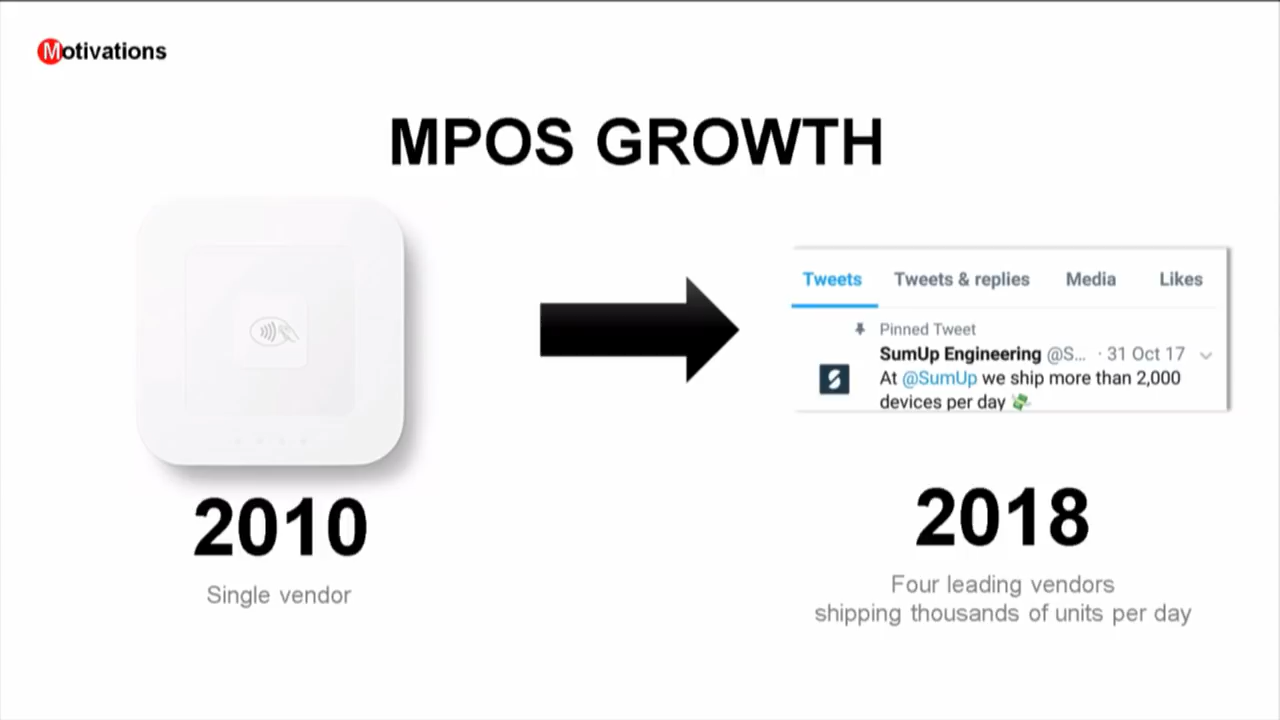 Motivations
MPOS GROWTH
Tweets Tweets & replies Media Likes
Pinned Tweet
SumUp Engineering @S... · 31 Oct 17
At @SumUp we ship more than 2,000
devices per day 💸
2010
Single vendor
2018
Four leading vendors
shipping thousands of units per day